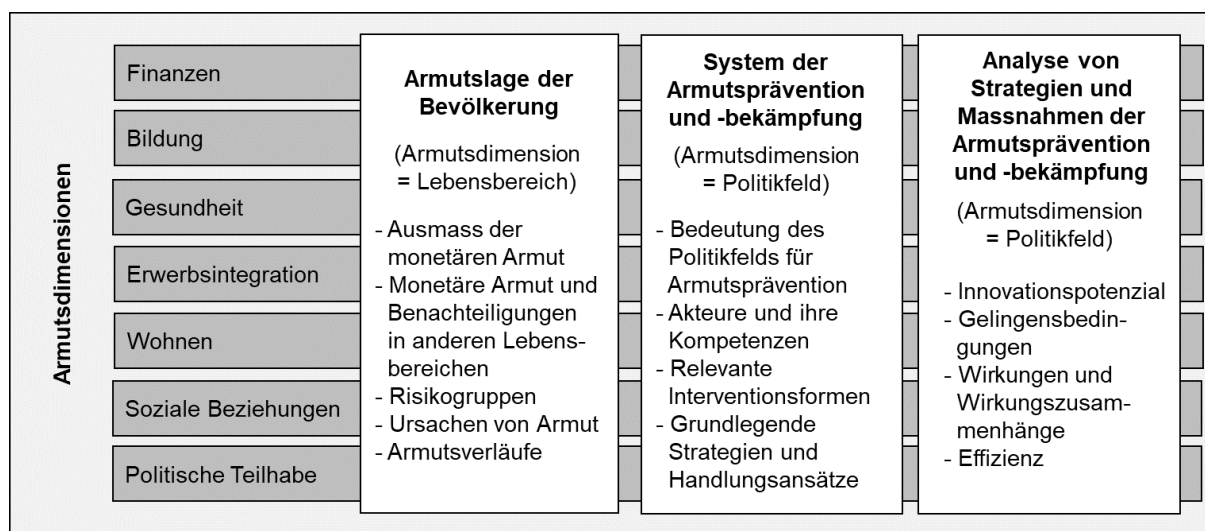 Armutsdimensionen
Finanzen
Bildung
Gesundheit
Erwerbsintegration
Wohnen
Soziale Beziehungen
Politische Teilhabe
Armutslage der
Bevölkerung
(Armutsdimension
= Lebensbereich)
- Ausmass der
monetären Armut
- Monetäre Armut und
Benachteiligungen
in anderen Lebens-
bereichen
- Risikogruppen
- Ursachen von Armut
- Armutsverläufe
System der
Armutsprävention
und -bekämpfung
(Armutsdimension
= Politikfeld)
- Bedeutung des
Politikfelds für
Armutsprävention
- Akteure und ihre
Kompetenzen
- Relevante
Interventionsformen
- Grundlegende
Strategien und
Handlungsansätze
Analyse von
Strategien und
Massnahmen der
Armutsprävention
und -bekämpfung
(Armutsdimension
= Politikfeld)
- Innovationspotenzial
- Gelingensbedin-
gungen
- Wirkungen und
Wirkungszusam-
menhänge
- Effizienz